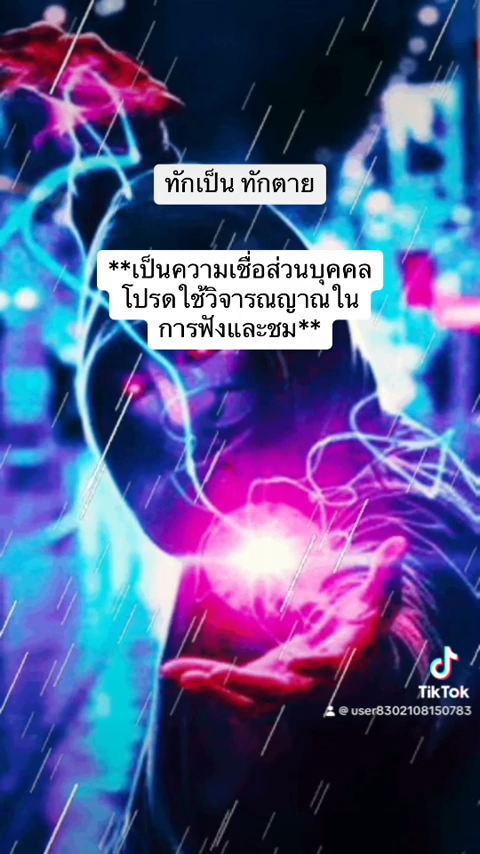 ทักเป็น ทักตาย
**เป็นความเชื่อส่วนบุคคล
โปรดใช้วิจารณญาณใน
การฟังและชม**
TikTok
@user8302108150783